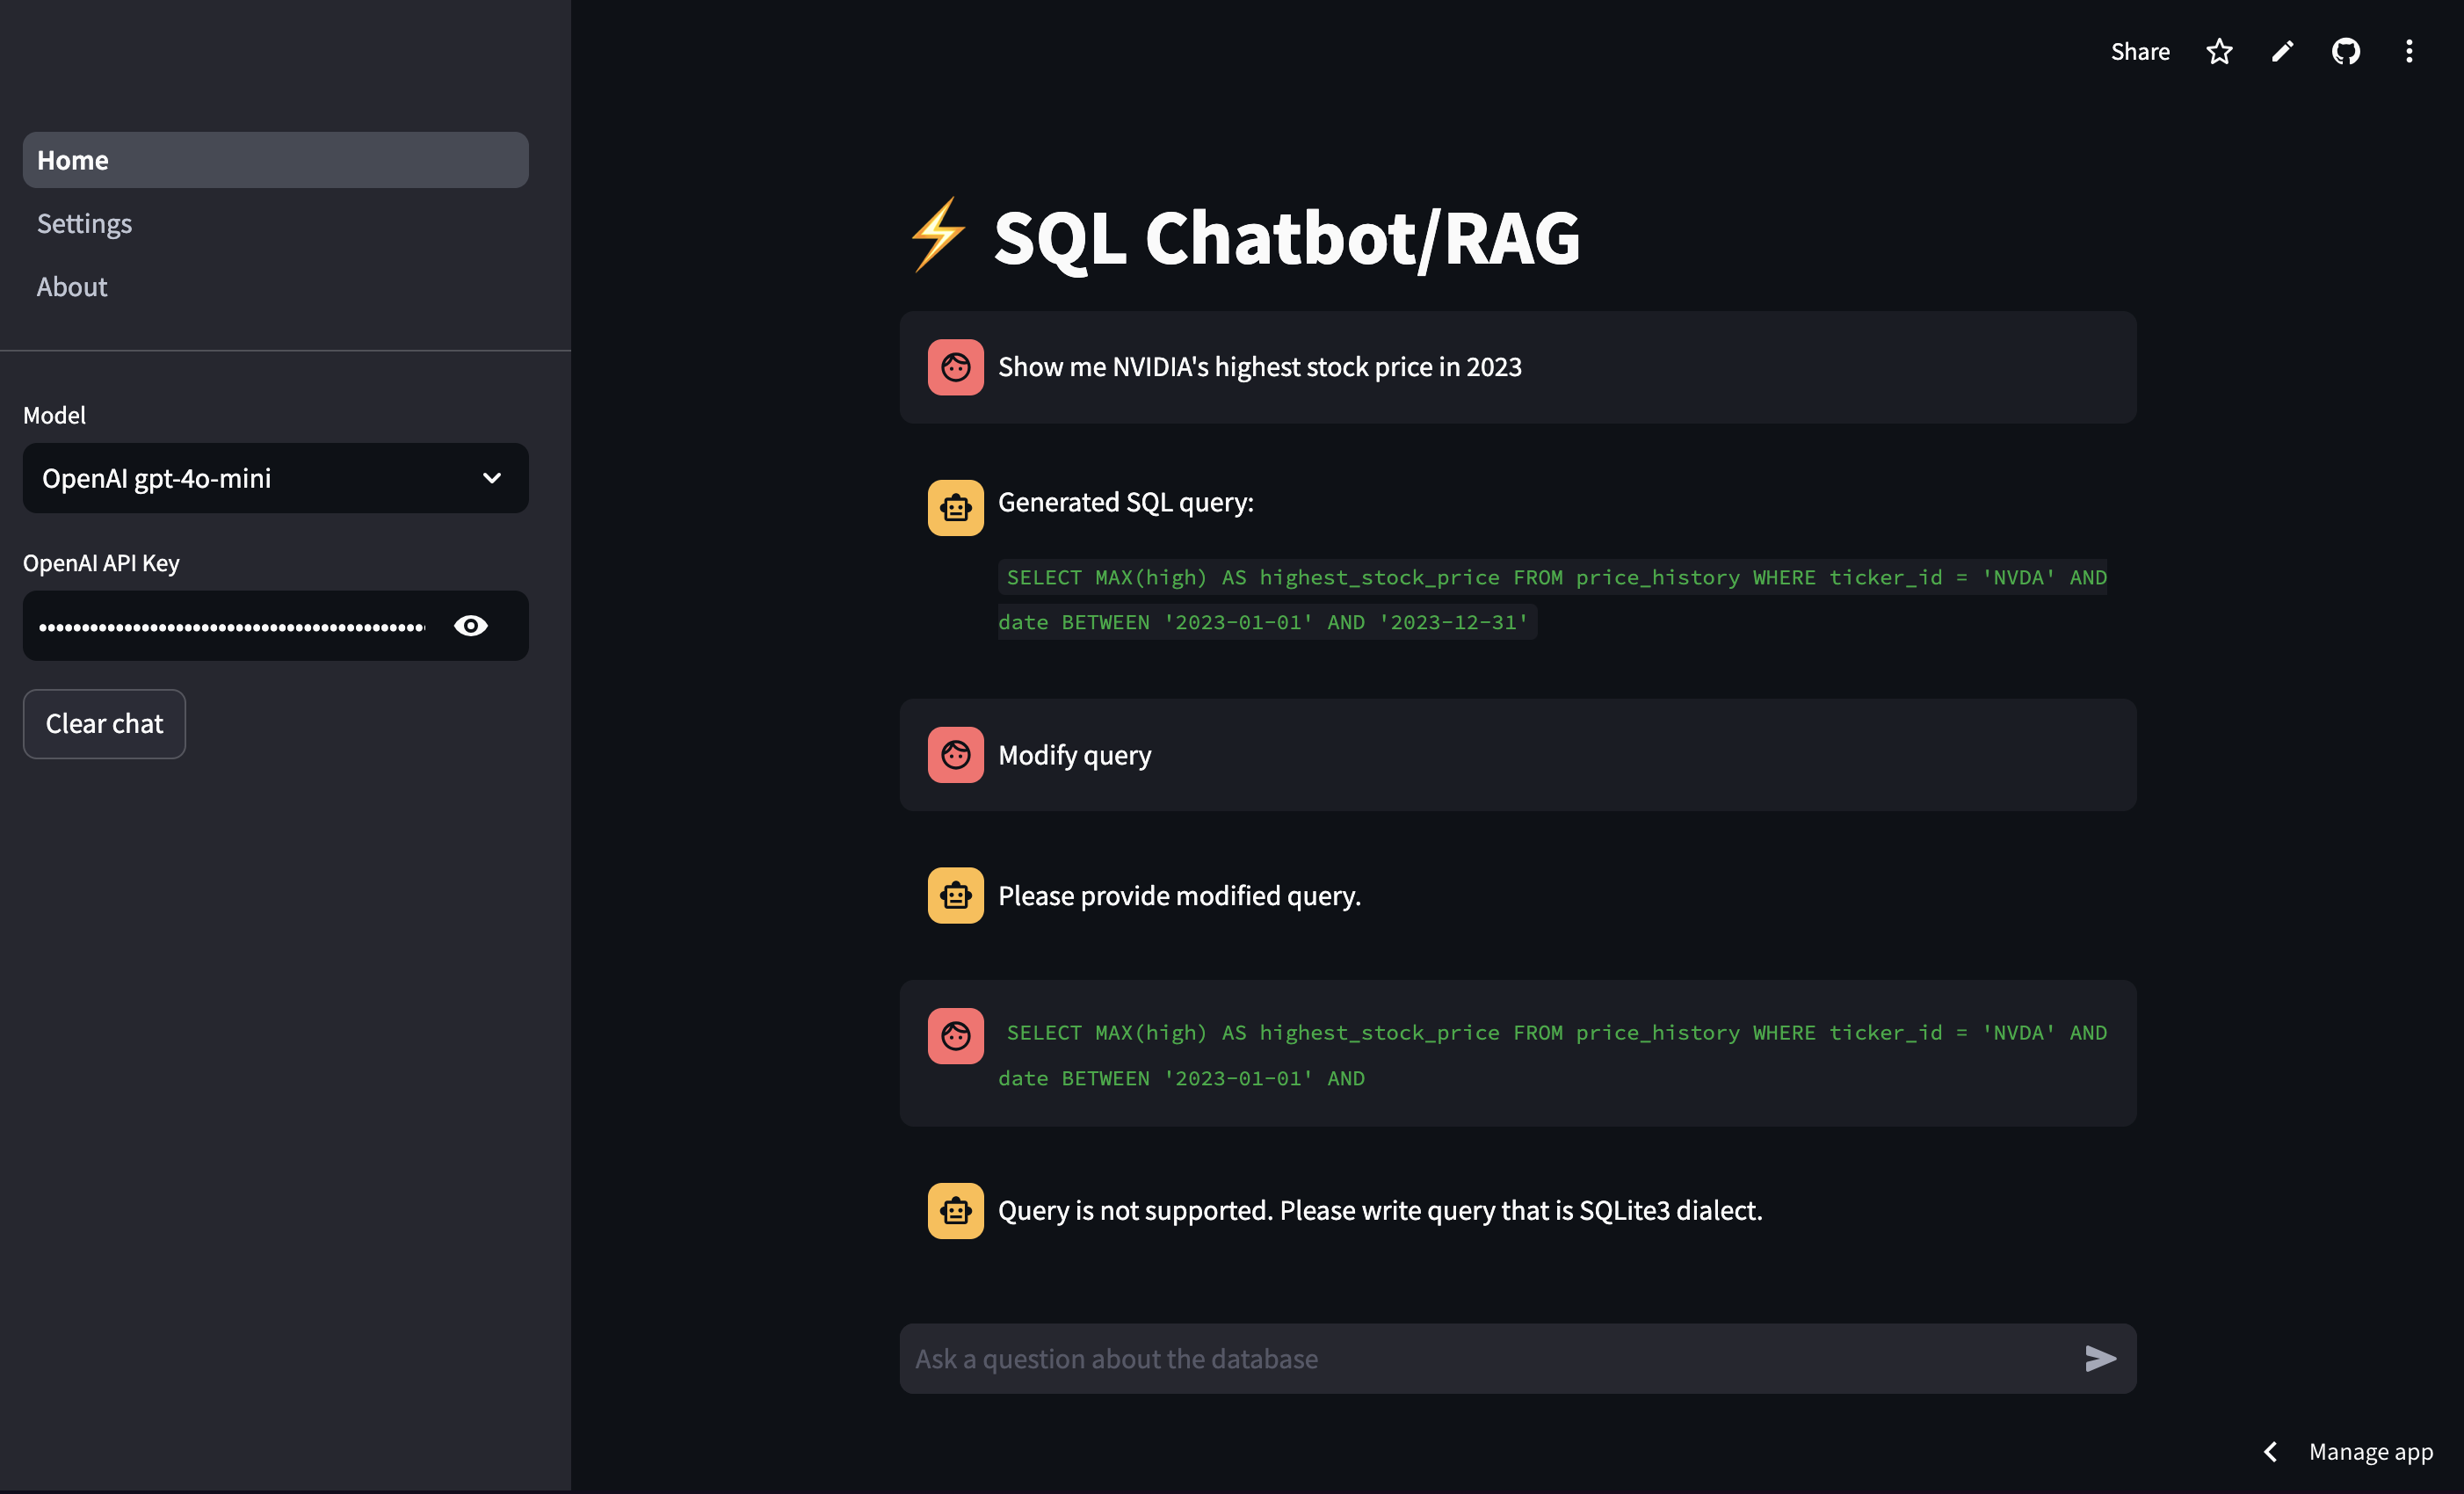 Share
Home
Settings
About
Model
OpenAI gpt-4o-mini
OpenAI API Key
Clear chat
⚡ SQL Chatbot/RAG
Show me NVIDIA's highest stock price in 2023
Generated SQL query:
SELECT MAX(high) AS highest_stock_price FROM price_history WHERE ticker_id = 'NVDA' AND
date BETWEEN '2023-01-01' AND '2023-12-31'
Modify query
Please provide modified query.
SELECT MAX(high) AS highest_stock_price FROM price_history WHERE ticker_id = 'NVDA' AND
date BETWEEN '2023-01-01' AND
Query is not supported. Please write query that is SQLite3 dialect.
Ask a question about the database
Manage app